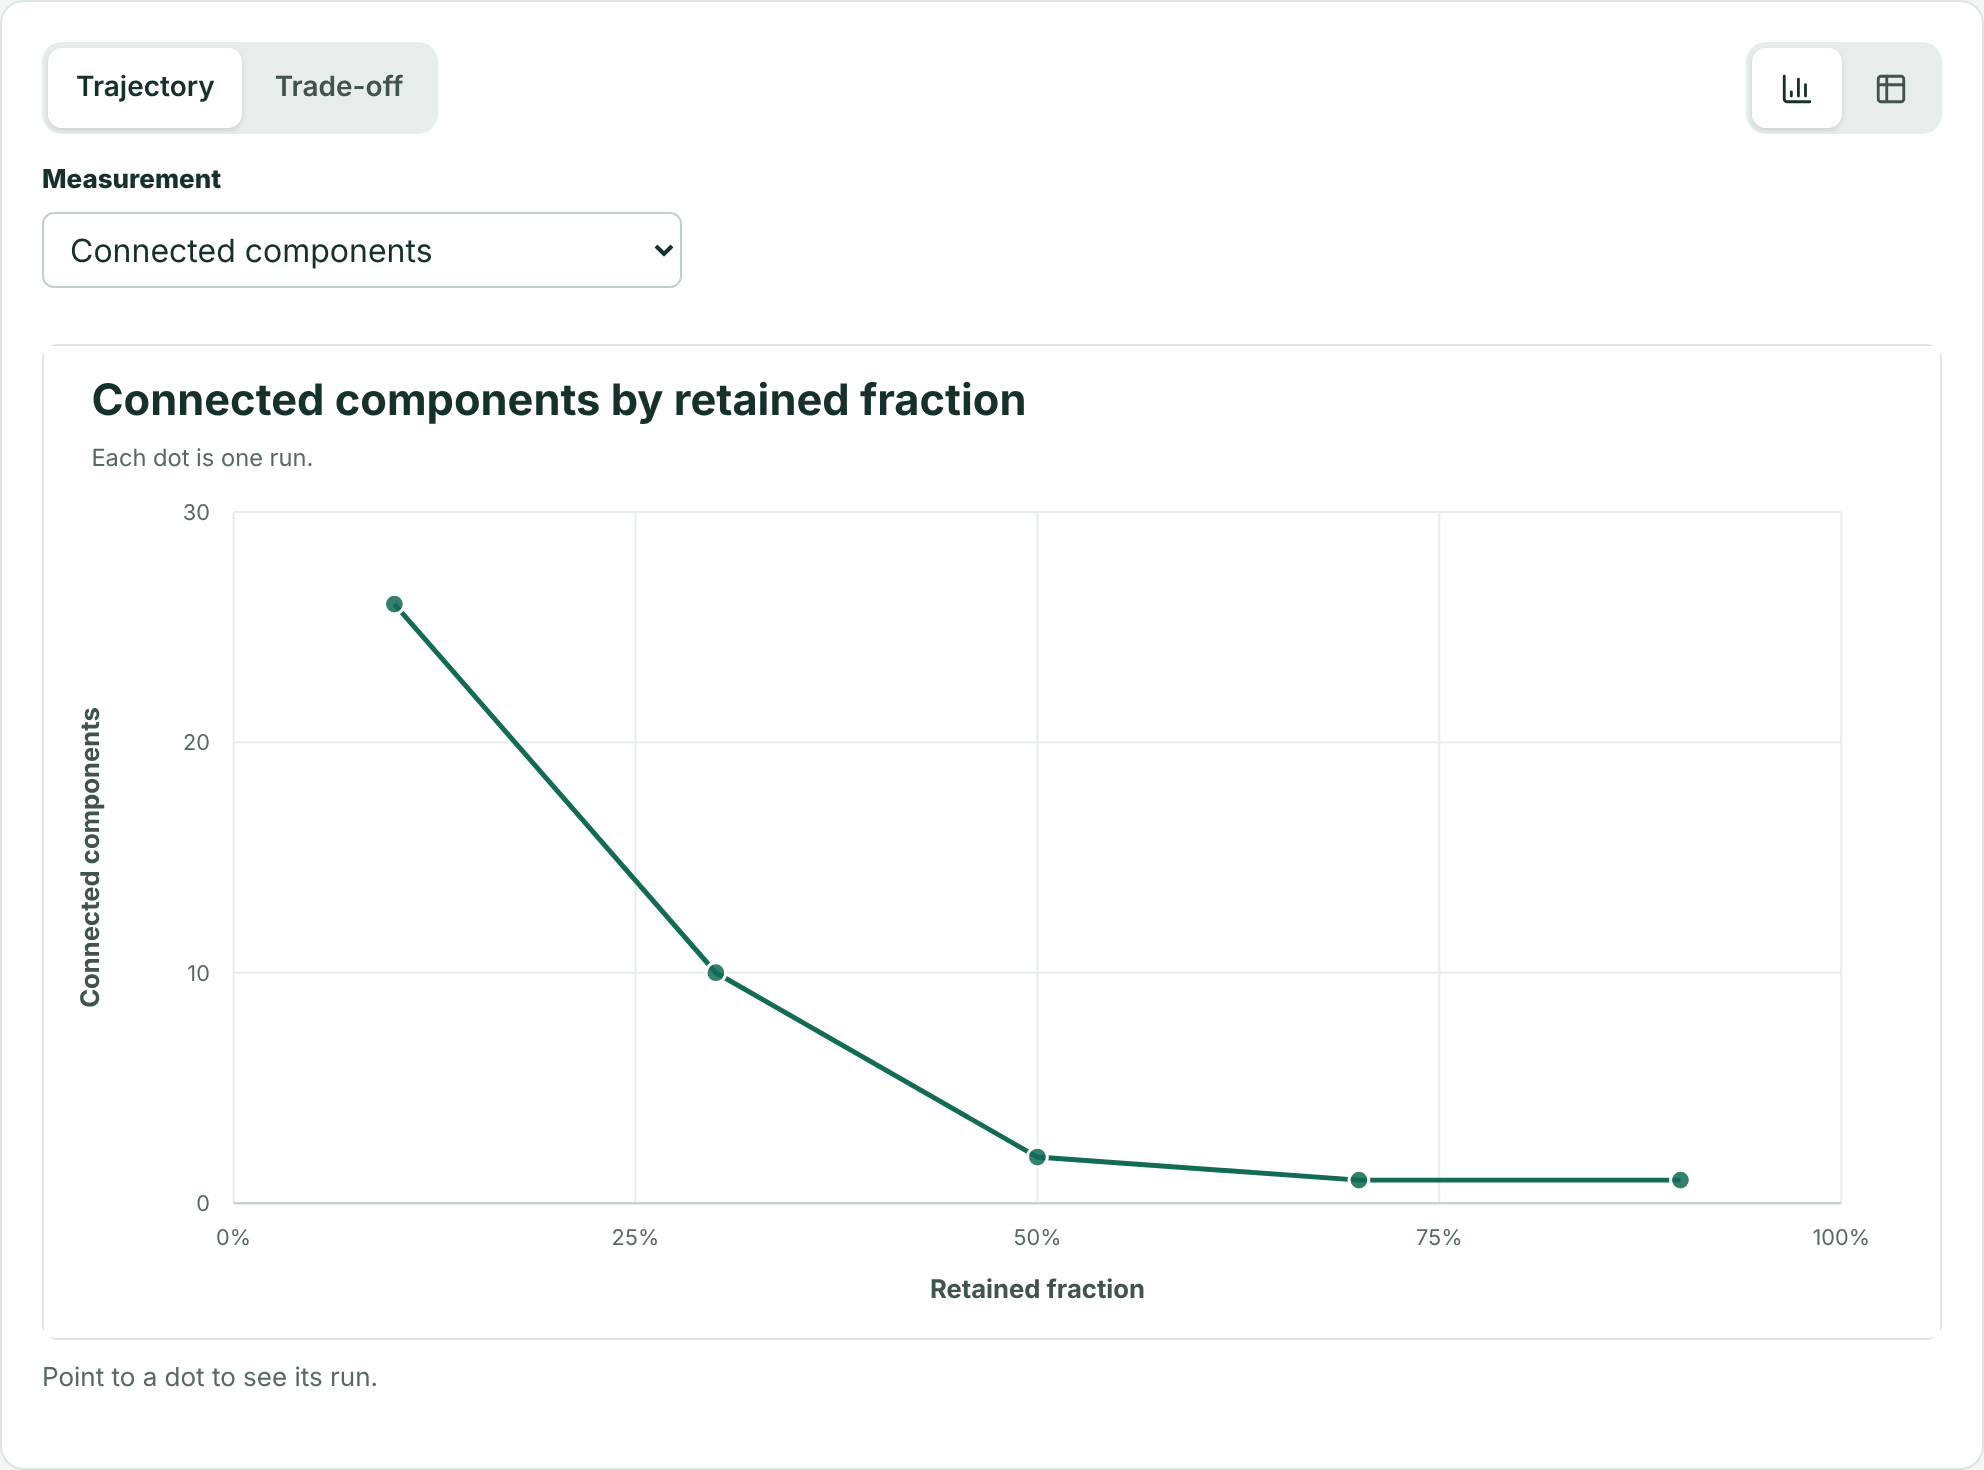 Trajectory
Trade-off
Measurement
Connected components
Connected components by retained fraction
Each dot is one run.
30
20
10
0
Connected components
0%
25%
50%
75%
100%
Retained fraction
Point to a dot to see its run.